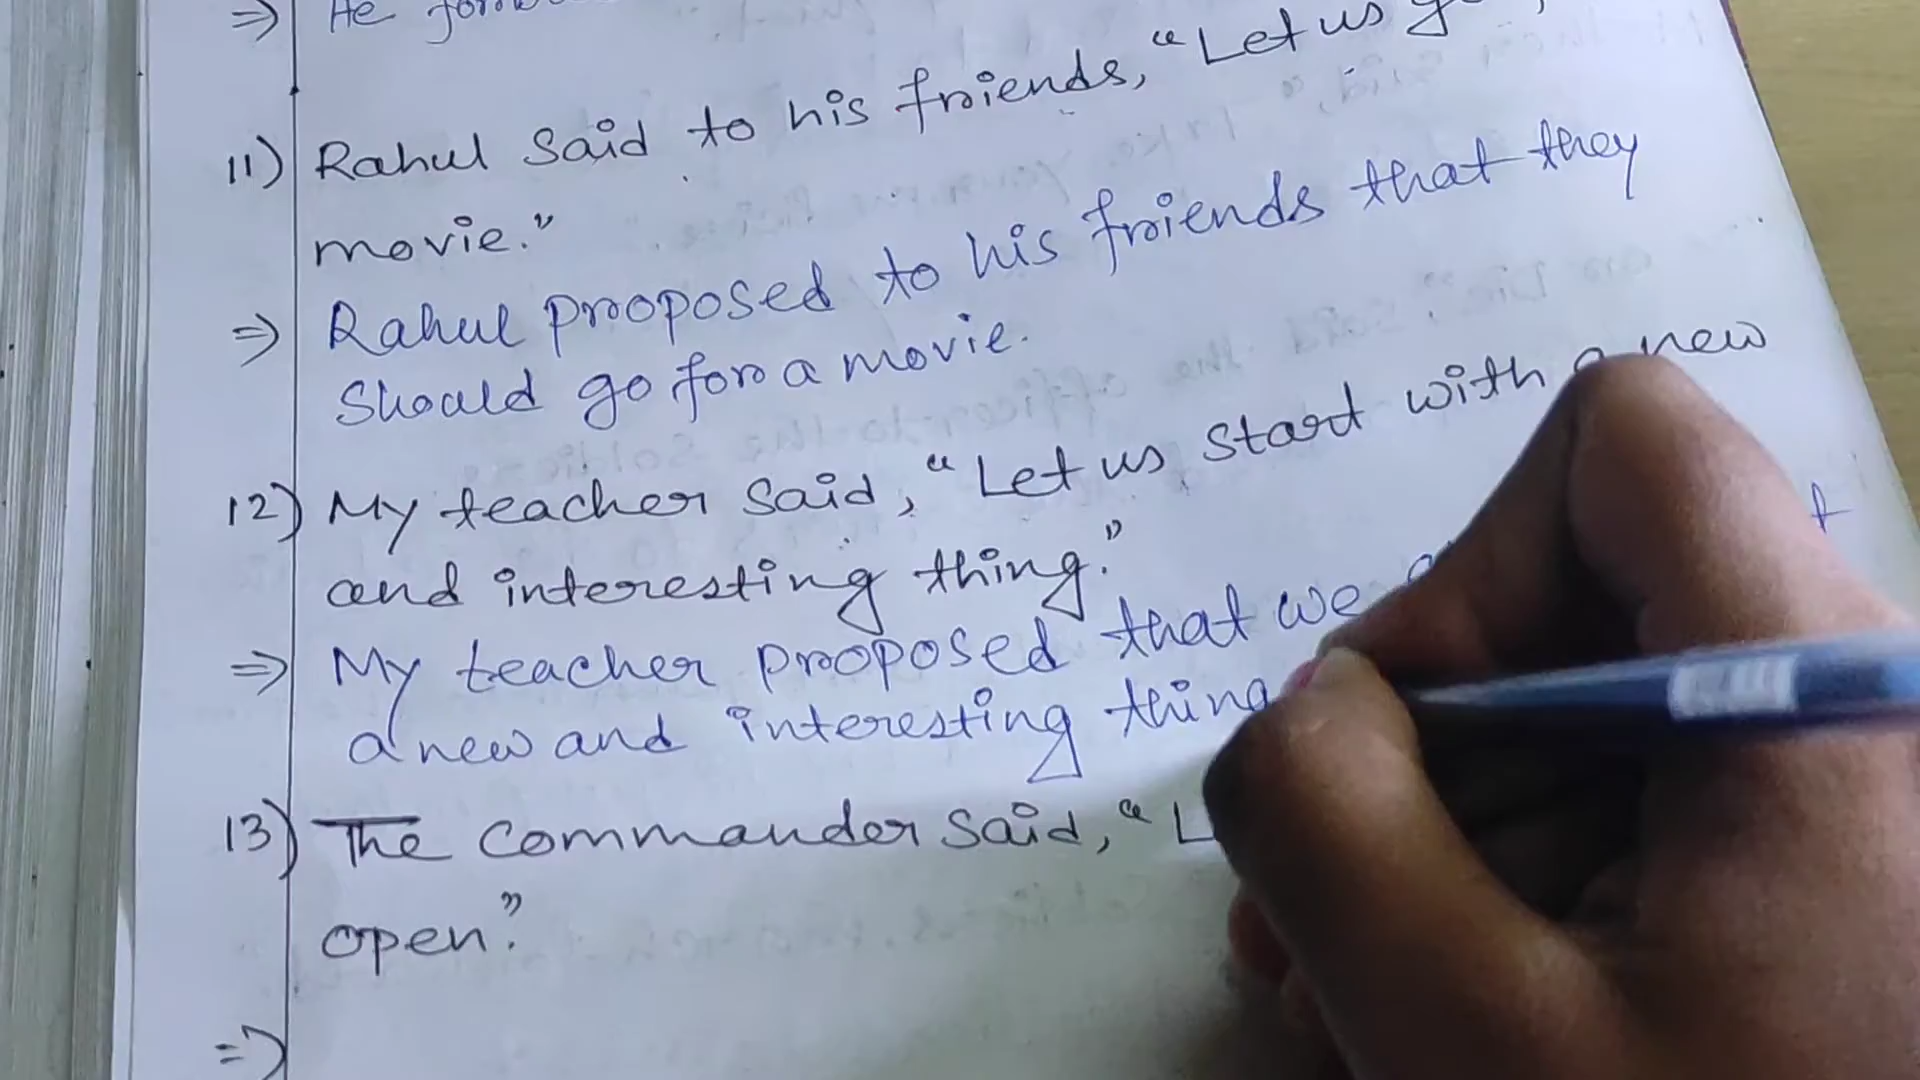 => He
11) Rahul said to his friends, "Let us
movie."
=> Rahul proposed to his friends that they
should go for a movie.
12) My teacher said, "Let us start with a new
and interesting thing."
=> My teacher proposed that we
a new and interesting thing
13) The commander said, "
open."
=>